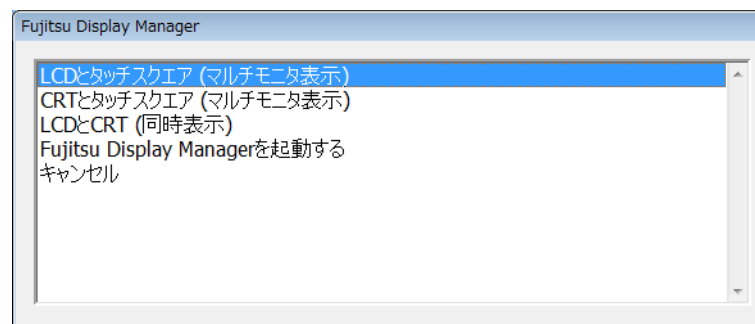 Fujitsu Display Manager
LCDとタッチスクエア (マルチモニタ表示)
CRTとタッチスクエア (マルチモニタ表示)
LCDとCRT (同時表示)
Fujitsu Display Managerを起動する
キャンセル